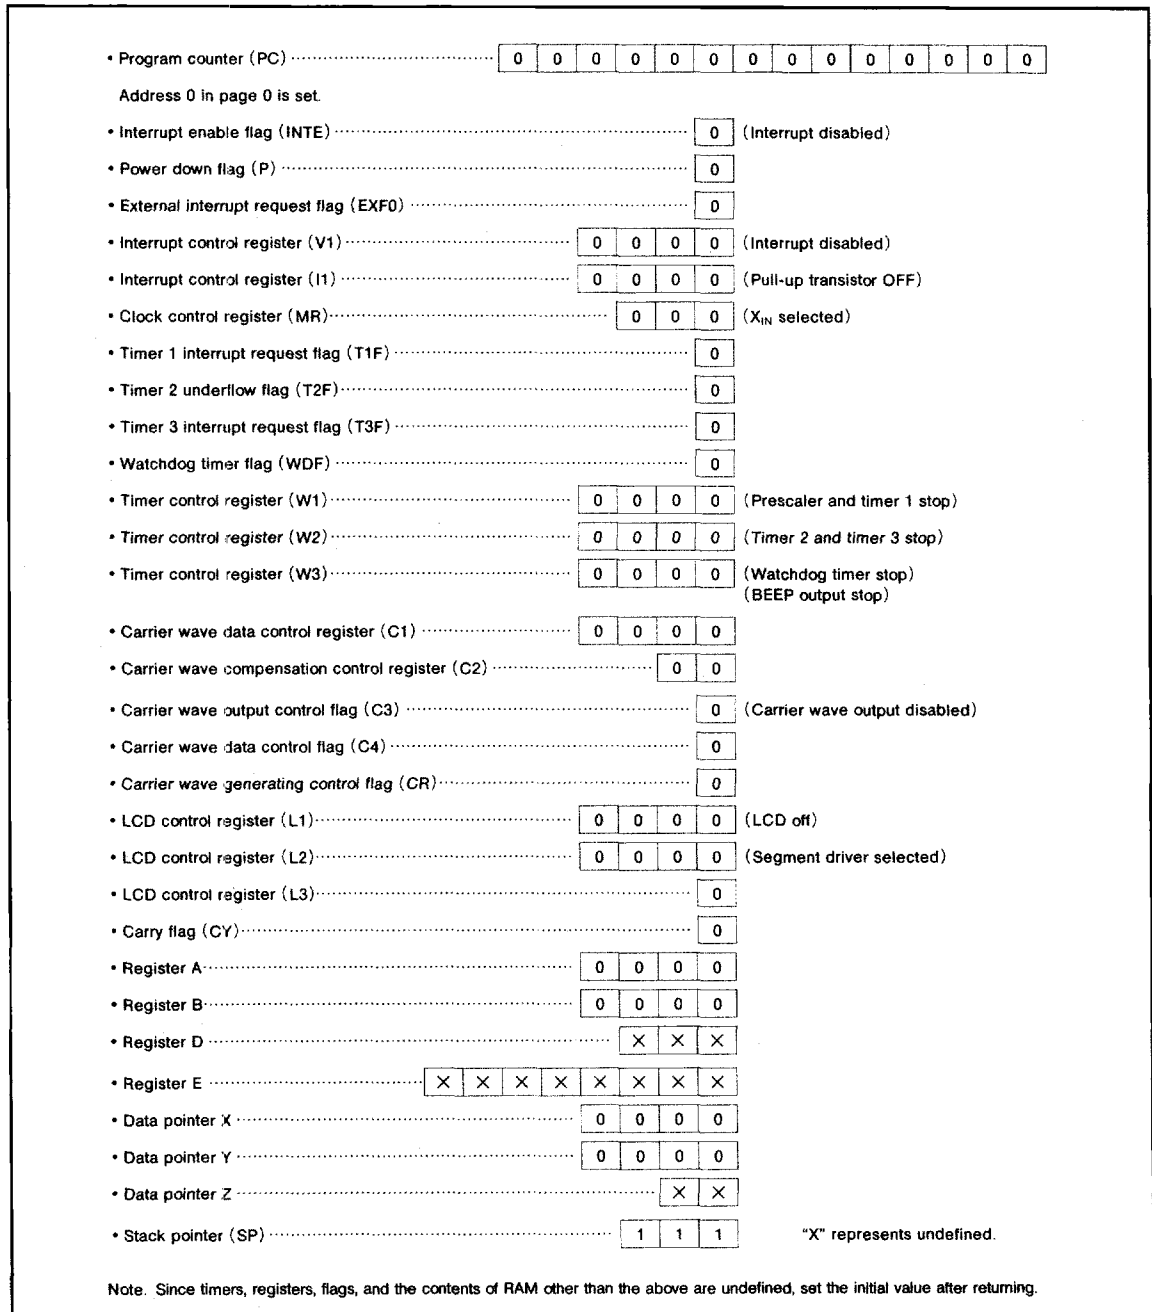 • Program counter (PC) 0 0 0 0 0 0 0 0 0 0 0 0 0 0
Address 0 in page 0 is set.
• Interrupt enable flag (INTE) 0 (Interrupt disabled)
• Power down flag (P) 0
• External interrupt request flag (EXF0) 0
• Interrupt control register (V1) 0 0 0 0 (Interrupt disabled)
• Interrupt control register (I1) 0 0 0 0 (Pull-up transistor OFF)
• Clock control register (MR) 0 0 0 (XIN selected)
• Timer 1 interrupt request flag (T1F) 0
• Timer 2 underflow flag (T2F) 0
• Timer 3 interrupt request flag (T3F) 0
• Watchdog timer flag (WDF) 0
• Timer control register (W1) 0 0 0 0 (Prescaler and timer 1 stop)
• Timer control register (W2) 0 0 0 0 (Timer 2 and timer 3 stop)
• Timer control register (W3) 0 0 0 0 (Watchdog timer stop)
(BEEP output stop)
• Carrier wave data control register (C1) 0 0 0 0
• Carrier wave compensation control register (C2) 0 0
• Carrier wave output control flag (C3) 0 (Carrier wave output disabled)
• Carrier wave data control flag (C4) 0
• Carrier wave generating control flag (CR) 0
• LCD control register (L1) 0 0 0 0 (LCD off)
• LCD control register (L2) 0 0 0 0 (Segment driver selected)
• LCD control register (L3) 0
• Carry flag (CY) 0
• Register A 0 0 0 0
• Register B 0 0 0 0
• Register D X X X
• Register E X X X X X X X X
• Data pointer X 0 0 0 0
• Data pointer Y 0 0 0 0
• Data pointer Z X X
• Stack pointer (SP) 1 1 1 "X" represents undefined.
Note. Since timers, registers, flags, and the contents of RAM other than the above are undefined, set the initial value after returning.